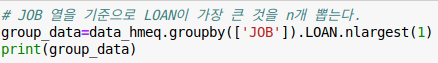 # JOB 열을 기준으로 LOAN이 가장 큰 것을 n개 뽑는다.
group_data=data_hmeq.groupby(['JOB']).LOAN.nlargest(1)
print(group_data)